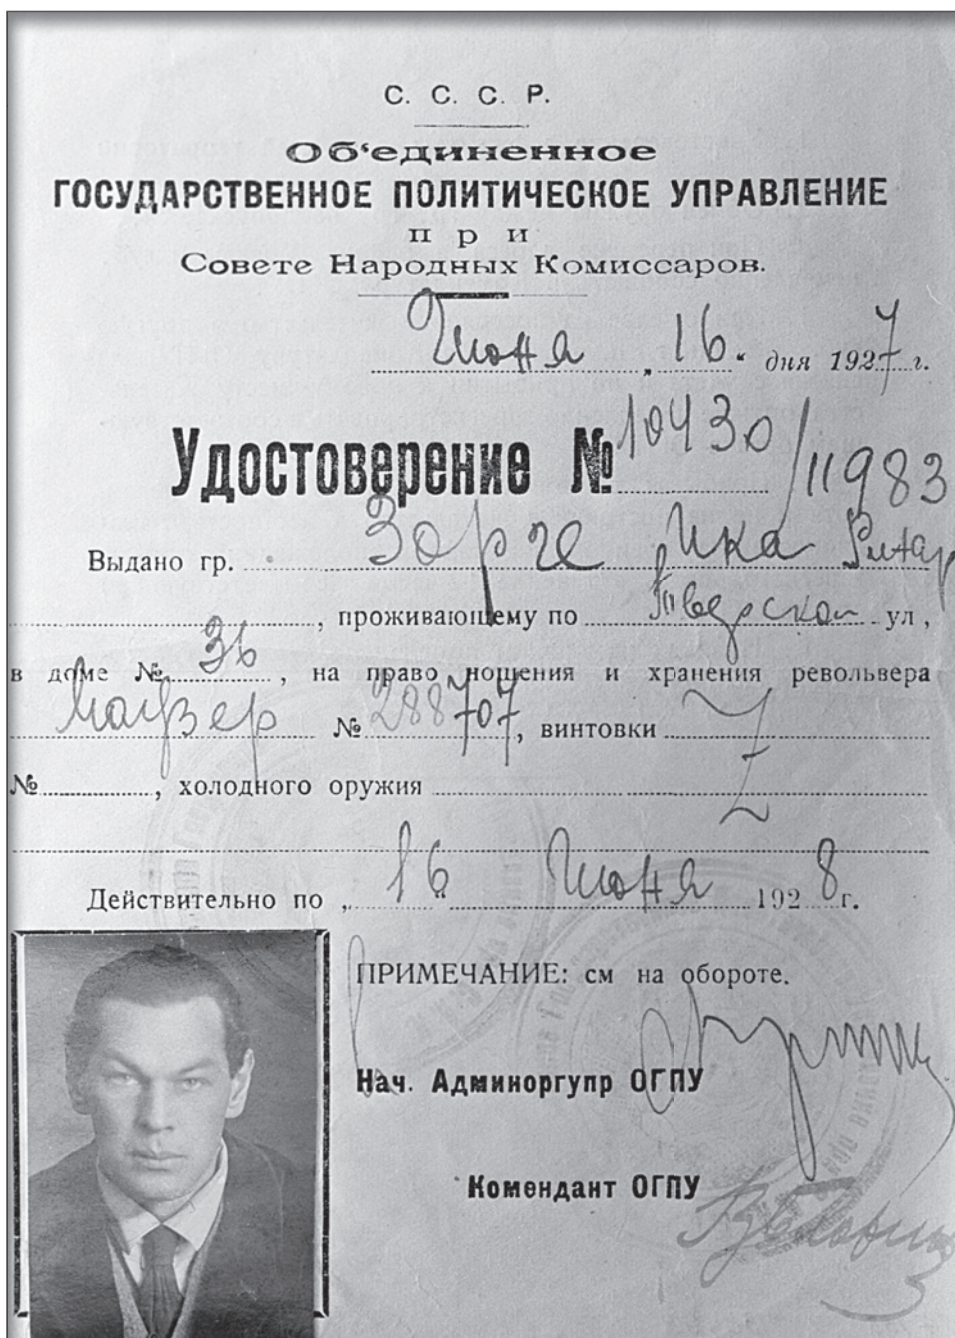 С. С. С. Р.
Об‘единенное
ГОСУДАРСТВЕННОЕ ПОЛИТИЧЕСКОЕ УПРАВЛЕНИЕ
при
Совете Народных Комиссаров.
Июня „ 16 “ дня 1927 г.
Удостоверение № 10430/11983
Выдано гр. Зорге Ика Рихар
, проживающему по Тверской ул,
в доме № 36, на право ношения и хранения револьвера
Маузер № 288707, винтовки
№ , холодного оружия
Действительно по „ 16 “ Июня 1928 г.
ПРИМЕЧАНИЕ: см на обороте.
Нач. Админоргупр ОГПУ
Комендант ОГПУ